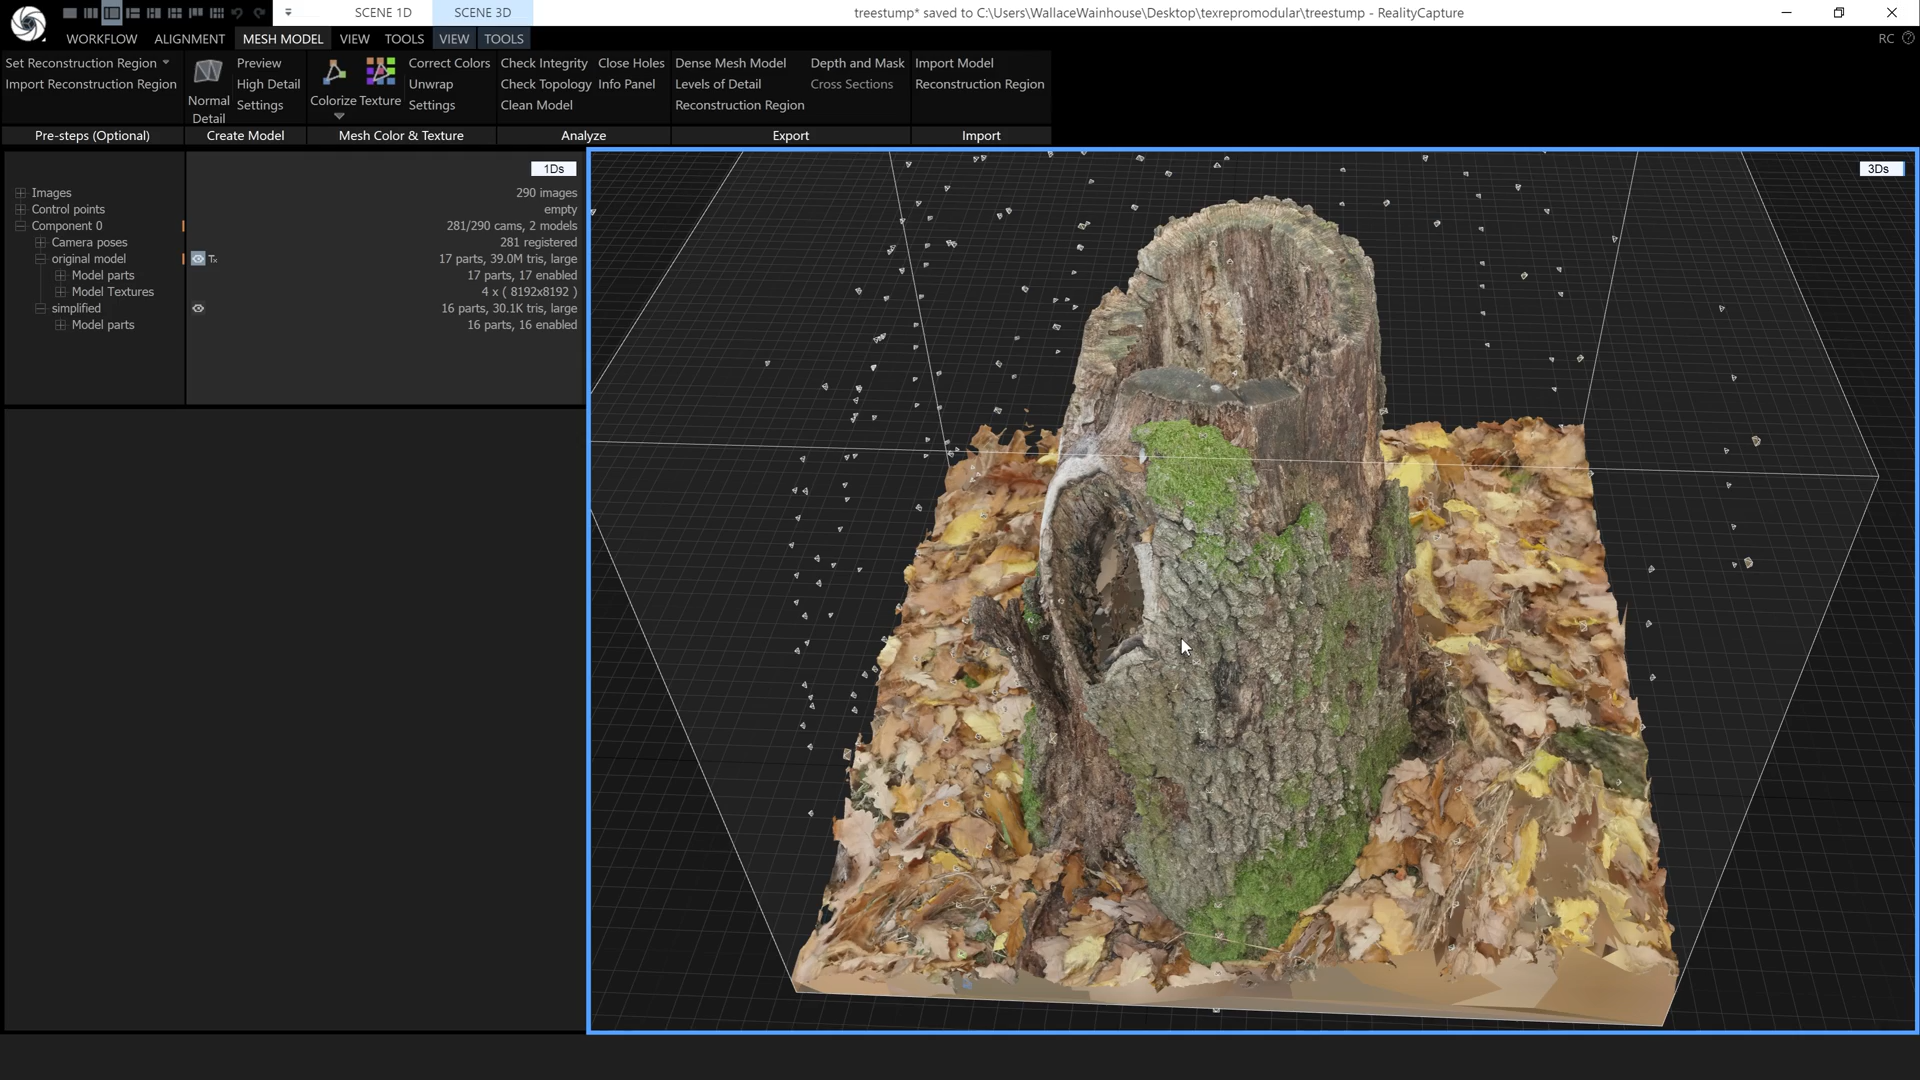 SCENE 1D SCENE 3D treestump* saved to C:\Users\WallaceWainhouse\Desktop\texrepromodular\treestump - RealityCapture
WORKFLOW ALIGNMENT MESH MODEL VIEW TOOLS VIEW TOOLS RC ?
Set Reconstruction Region
Import Reconstruction Region
Pre-steps (Optional)
Normal Detail
Preview
High Detail
Settings
Create Model
Colorize
Texture
Correct Colors
Unwrap
Settings
Mesh Color & Texture
Check Integrity Close Holes
Check Topology Info Panel
Clean Model
Analyze
Dense Mesh Model Depth and Mask
Levels of Detail Cross Sections
Reconstruction Region
Export
Import Model
Reconstruction Region
Import
1Ds
Images 290 images
Control points empty
Component 0 281/290 cams, 2 models
Camera poses 281 registered
original model Tx 17 parts, 39.0M tris, large
Model parts 17 parts, 17 enabled
Model Textures 4 x ( 8192x8192 )
simplified 16 parts, 30.1K tris, large
Model parts 16 parts, 16 enabled
3Ds